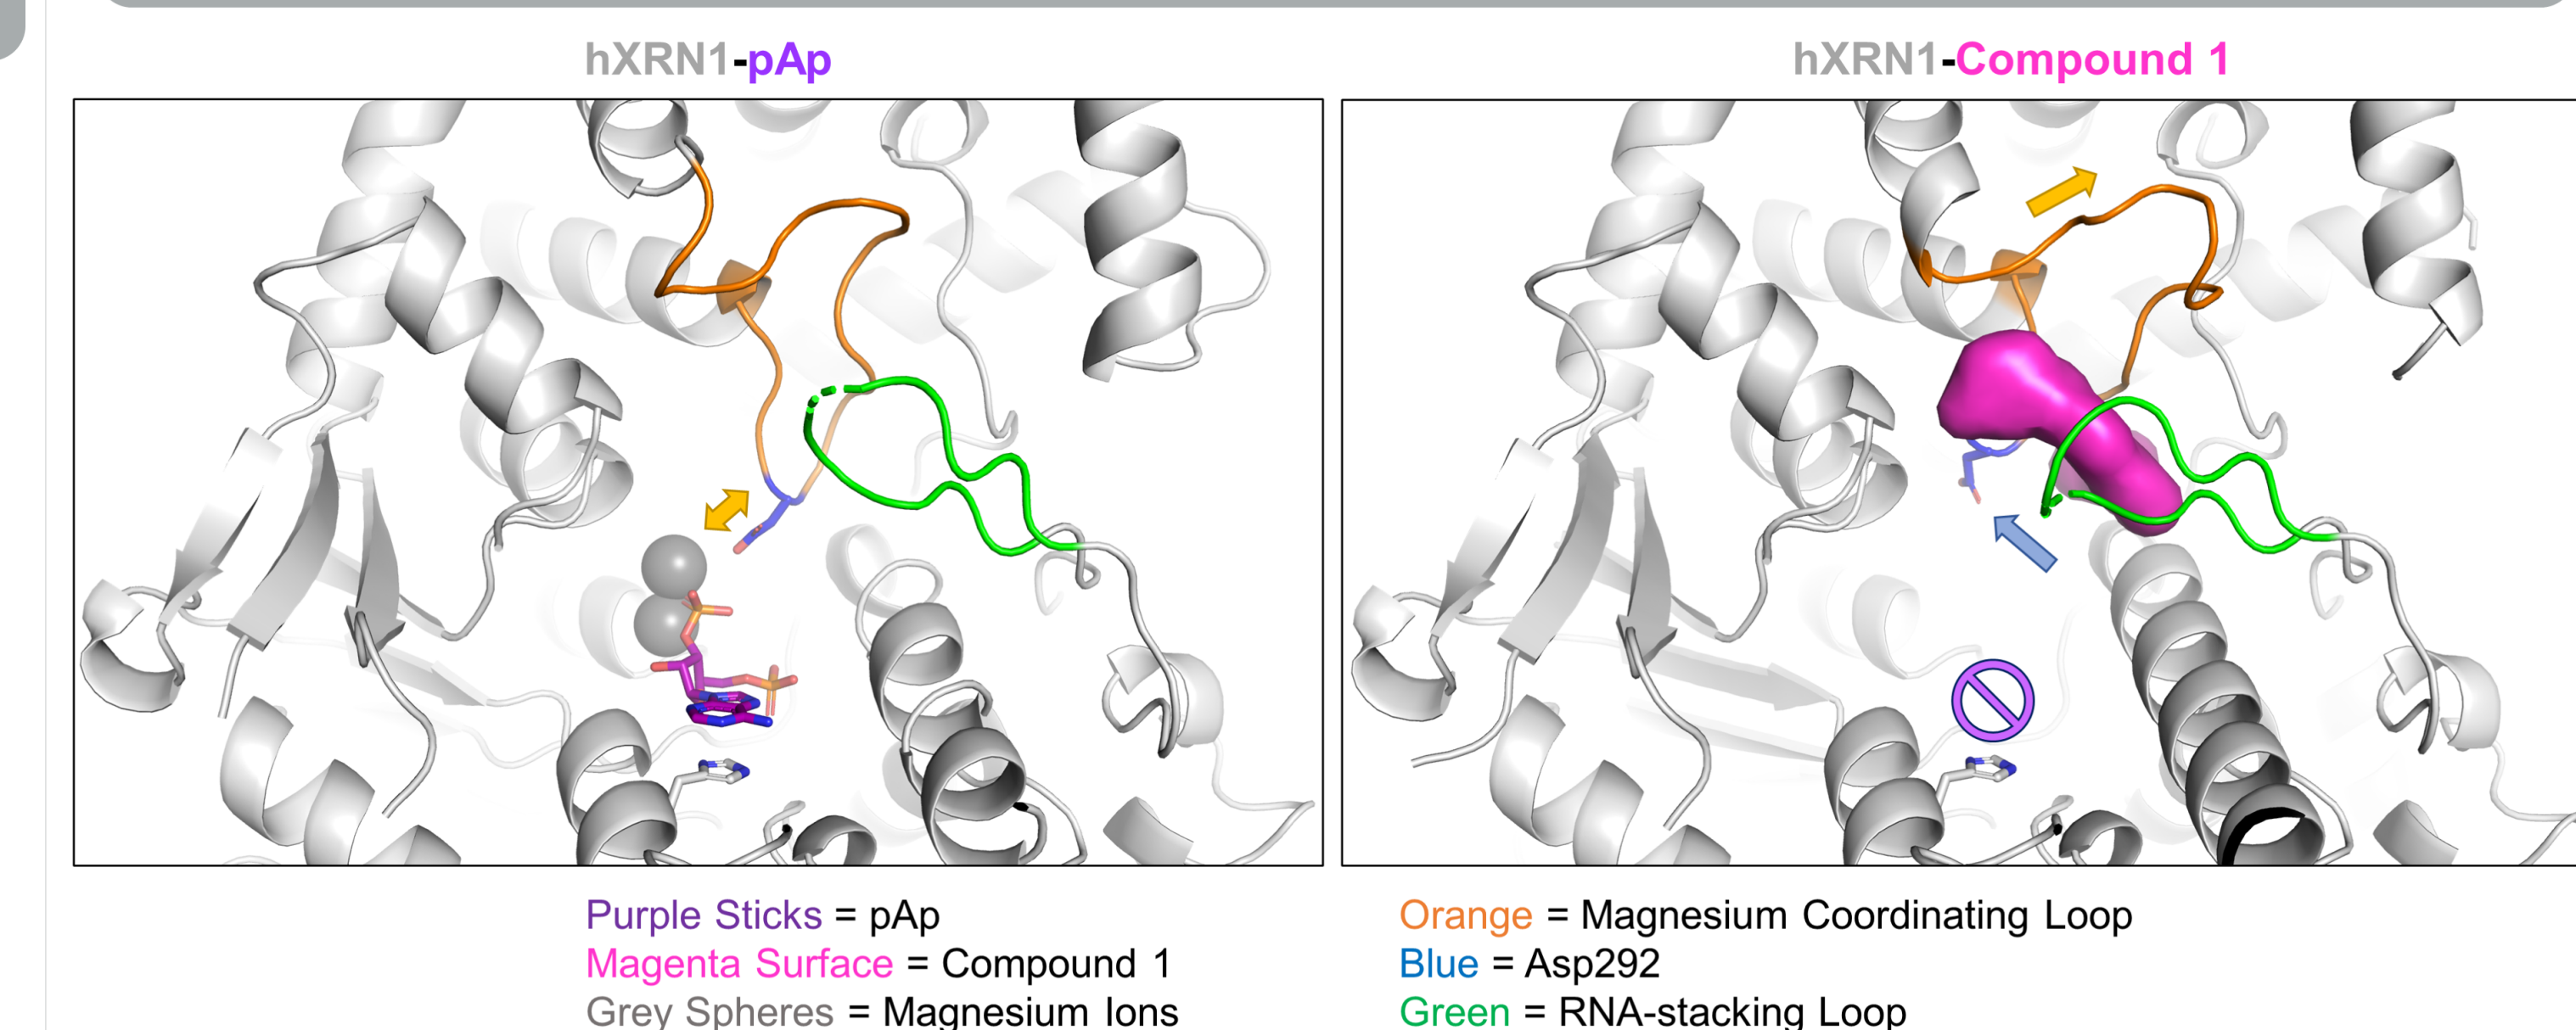 hXRN1-pAp
hXRN1-Compound 1
Purple Sticks = pAp
Magenta Surface = Compound 1
Grey Spheres = Magnesium Ions
Orange = Magnesium Coordinating Loop
Blue = Asp292
Green = RNA-stacking Loop